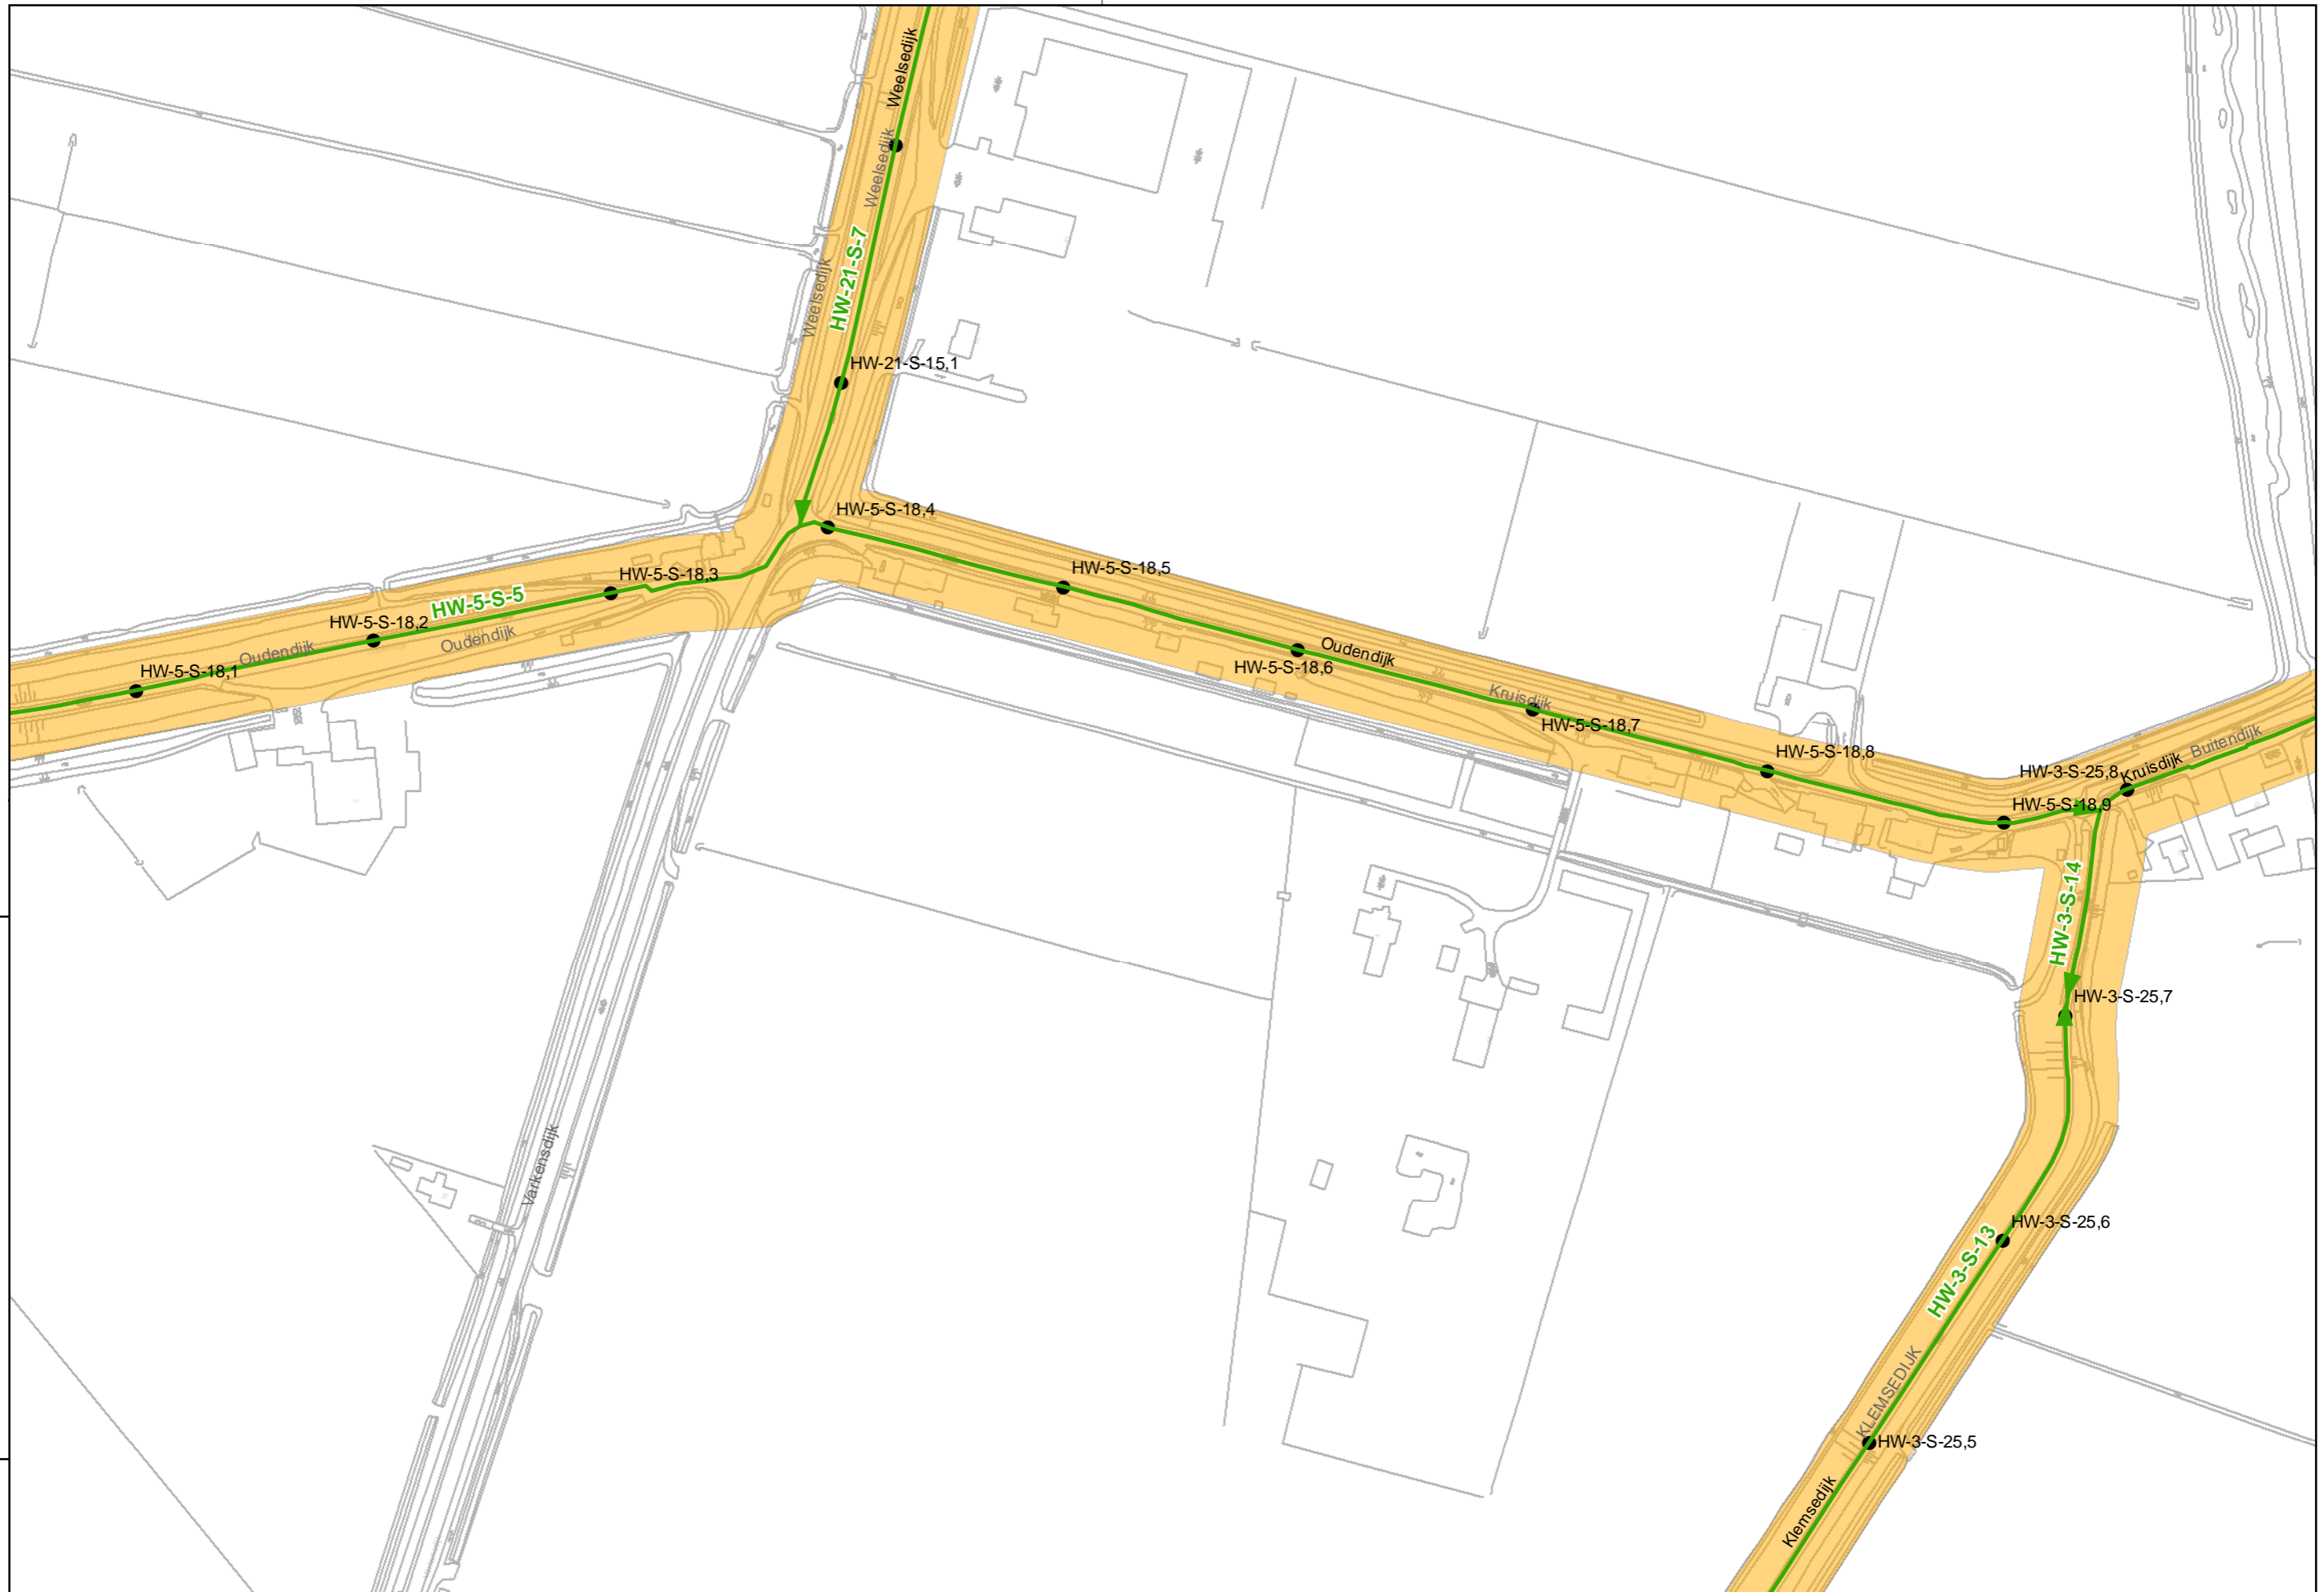 Weelsedijk
Weelsedijk
HW-21-S-7
Weelsedijk
HW-21-S-15,1
HW-5-S-18,4
HW-5-S-18,5
HW-5-S-18,3
HW-5-S-5
HW-5-S-18,2
Oudendijk
Oudendijk
HW-5-S-18,1
Oudendijk
HW-5-S-18,6
Kruisdijk
HW-5-S-18,7
HW-5-S-18,8
Buitendijk
Kruisdijk
HW-3-S-25,8
HW-5-S-18,9
HW-3-S-14
HW-3-S-25,7
Varkensdijk
HW-3-S-25,6
HW-3-S-13
KLEMSEDIJK
HW-3-S-25,5
Klemsedijk